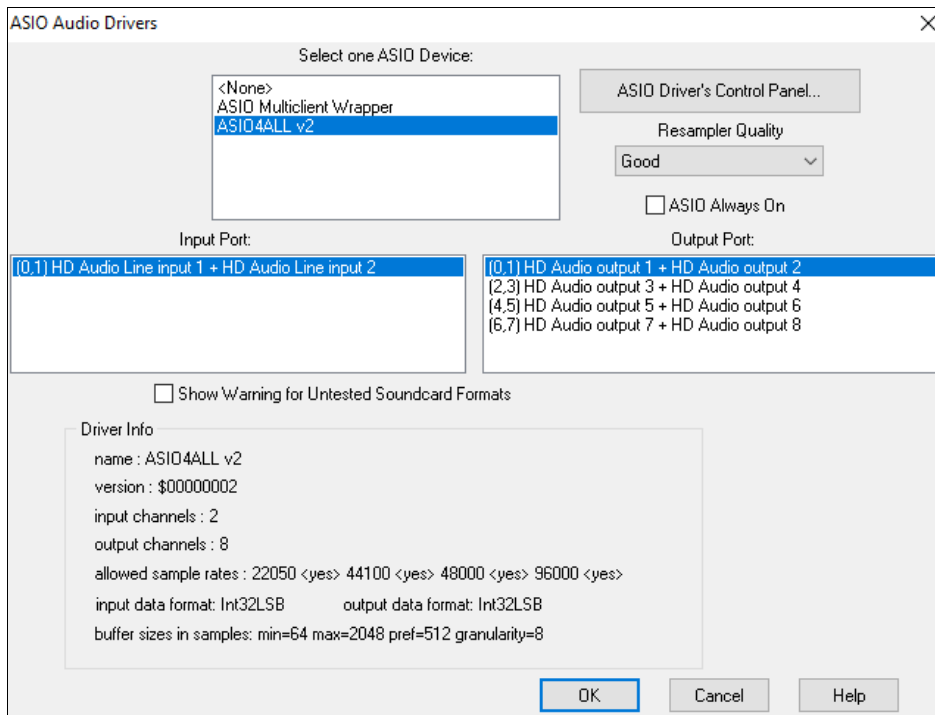 ASIO Audio Drivers
Select one ASIO Device:
<None>
ASIO Multiclient Wrapper
ASIO4ALL v2
ASIO Driver's Control Panel...
Resampler Quality
Good
ASIO Always On
Input Port:
(0,1) HD Audio Line input 1 + HD Audio Line input 2
Output Port:
(0,1) HD Audio output 1 + HD Audio output 2
(2,3) HD Audio output 3 + HD Audio output 4
(4,5) HD Audio output 5 + HD Audio output 6
(6,7) HD Audio output 7 + HD Audio output 8
Show Warning for Untested Soundcard Formats
Driver Info
name : ASIO4ALL v2
version : $00000002
input channels : 2
output channels : 8
allowed sample rates : 22050 <yes> 44100 <yes> 48000 <yes> 96000 <yes>
input data format: Int32LSB output data format: Int32LSB
buffer sizes in samples: min=64 max=2048 pref=512 granularity=8
OK Cancel Help